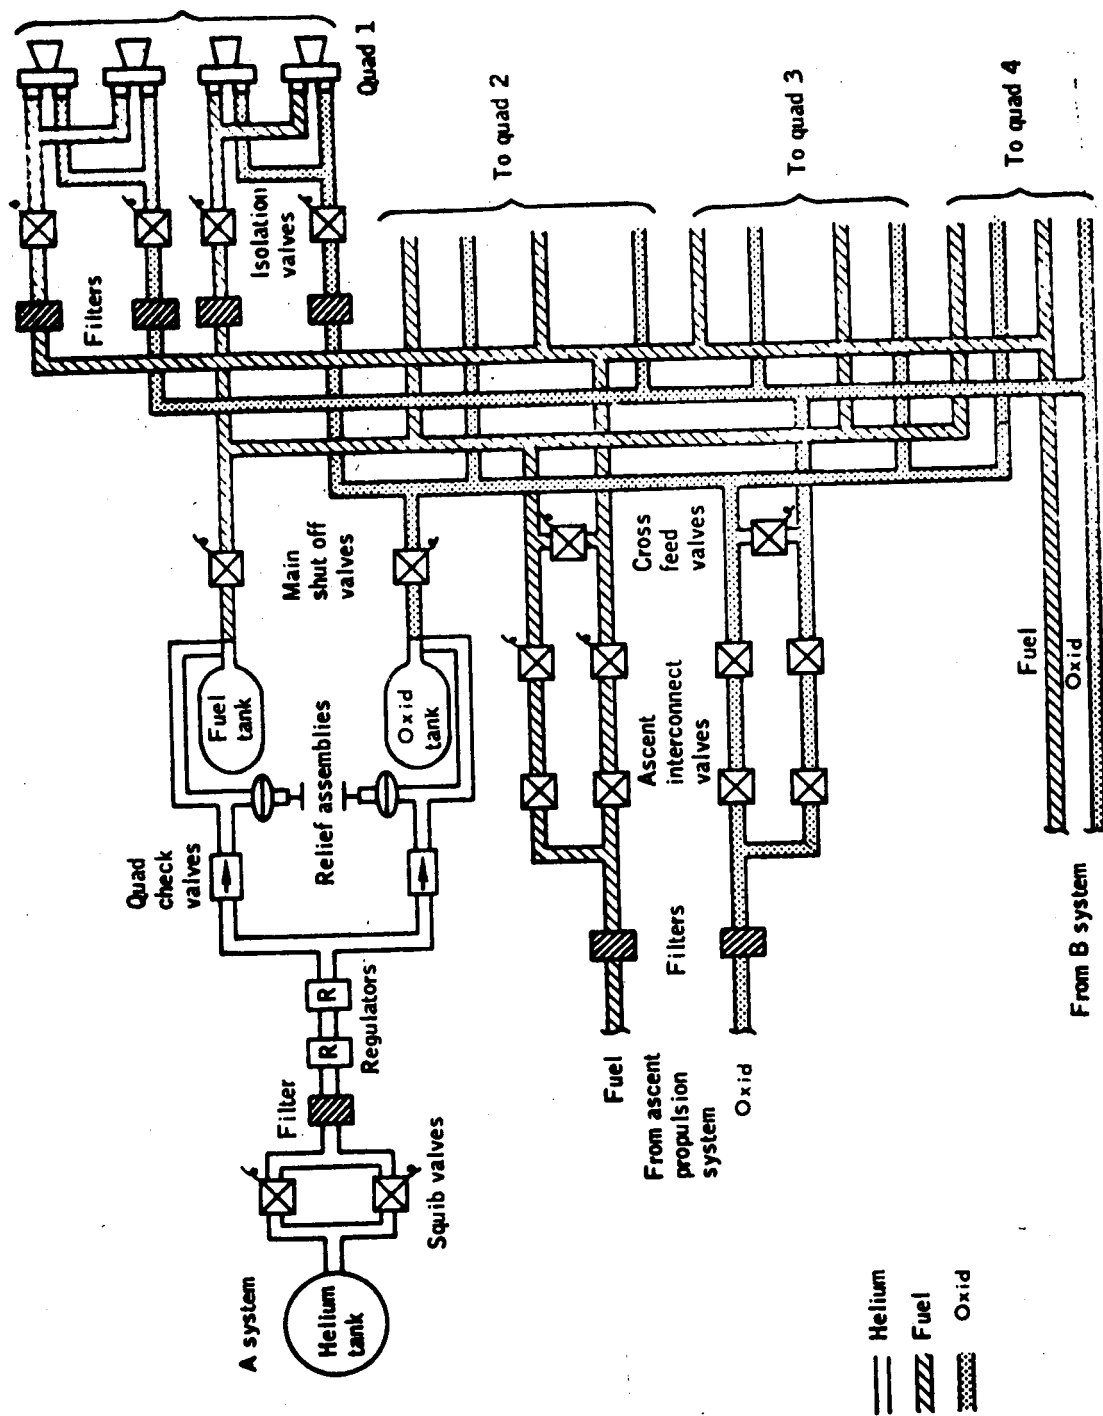 A system
Helium
tank
Squib valves
Filter
R
R
Regulators
Quad
check
valves
Relief assemblies
Fuel
tank
Oxid
tank
Main
shut off
valves
Filters
Isolation
valves
Quad 1
To quad 2
To quad 3
To quad 4
Cross
feed
valves
Ascent
interconnect
valves
Filters
Fuel
From ascent
propulsion
system
Oxid
Fuel
Oxid
From B system
Helium
Fuel
Oxid